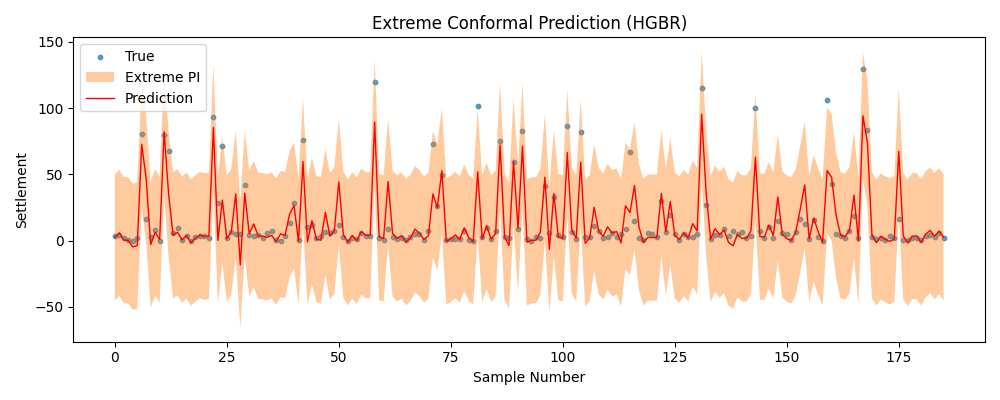 Extreme Conformal Prediction (HGBR)
150
100
50
0
−50
Settlement
True
Extreme PI
Prediction
0
25
50
75
100
125
150
175
Sample Number